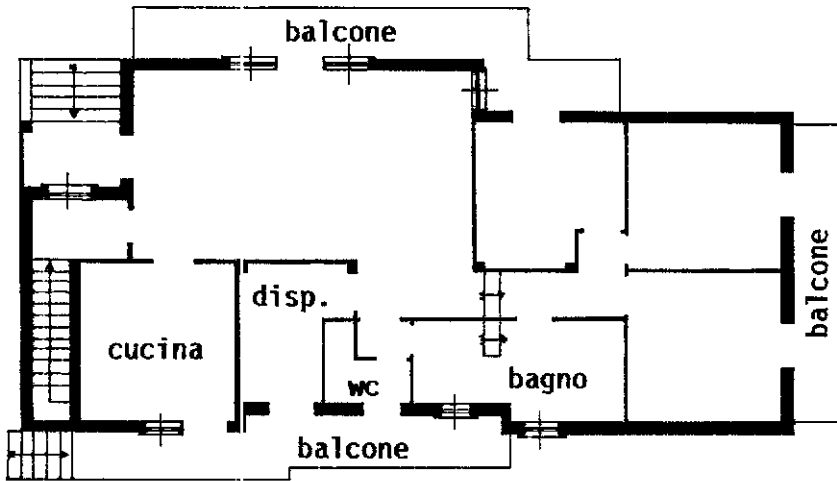 balcone
disp.
cucina
balcone
wc
bagno
balcone